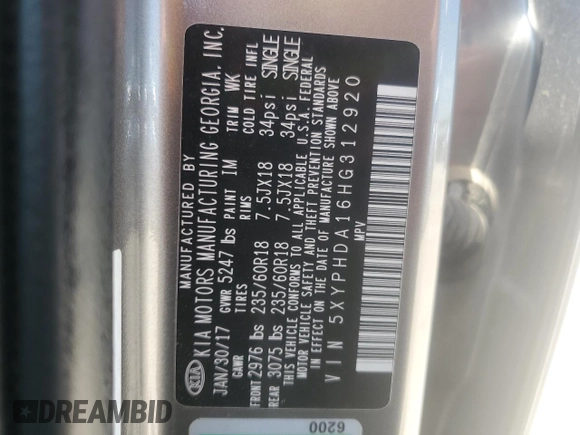 MANUFACTURED BY
KIA KIA MOTORS MANUFACTURING GEORGIA, INC.
JAN/30/17 GVWR 5247 lbs PAINT IM TRIM WK
GAWR TIRES RIMS COLD TIRE INFL
FRONT 2976 lbs 235/60R18 7.5JX18 34psi SINGLE
REAR 3075 lbs 235/60R18 7.5JX18 34psi SINGLE
THIS VEHICLE CONFORMS TO ALL APPLICABLE U.S.A. FEDERAL
MOTOR VEHICLE SAFETY AND THEFT PREVENTION STANDARDS
IN EFFECT ON THE DATE OF MANUFACTURE SHOWN ABOVE
VIN 5XYPHDA16HG312920
MPV
6200
DREAMBID